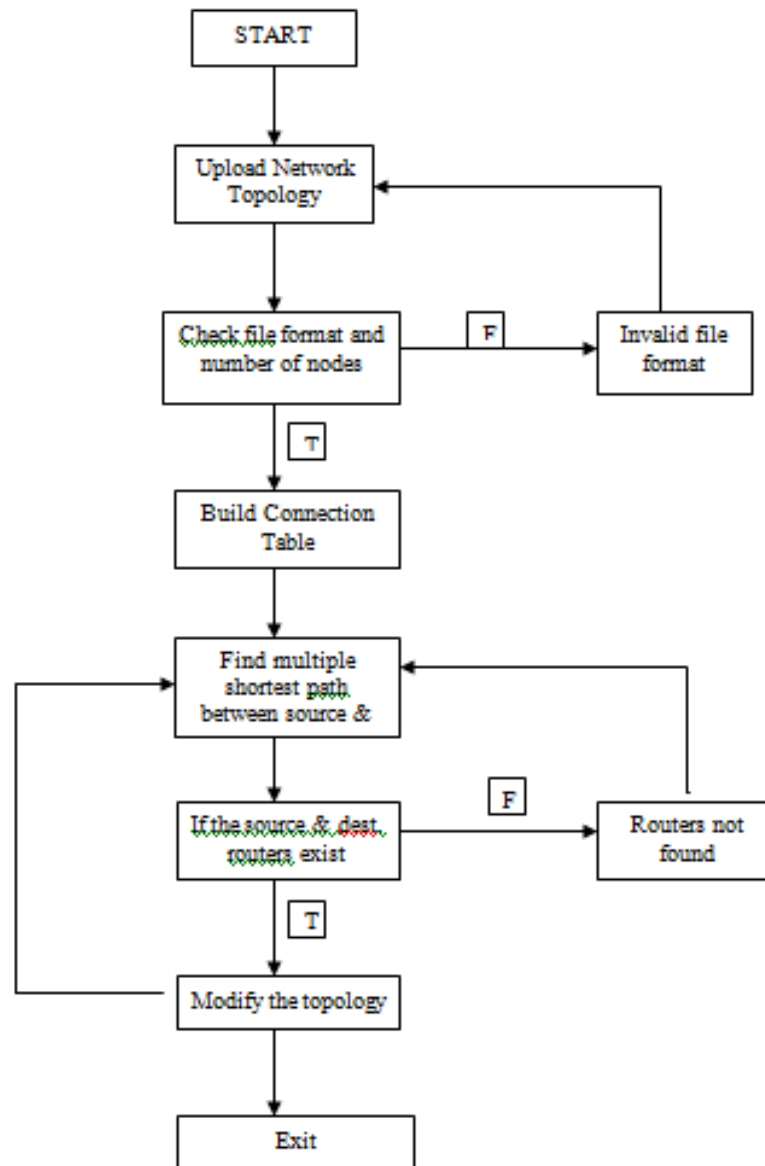 START
Upload Network
Topology
Check file format and
number of nodes
F
Invalid file
format
T
Build Connection
Table
Find multiple
shortest path
between source &
If the source & dest.
routers exist
F
Routers not
found
T
Modify the topology
Exit